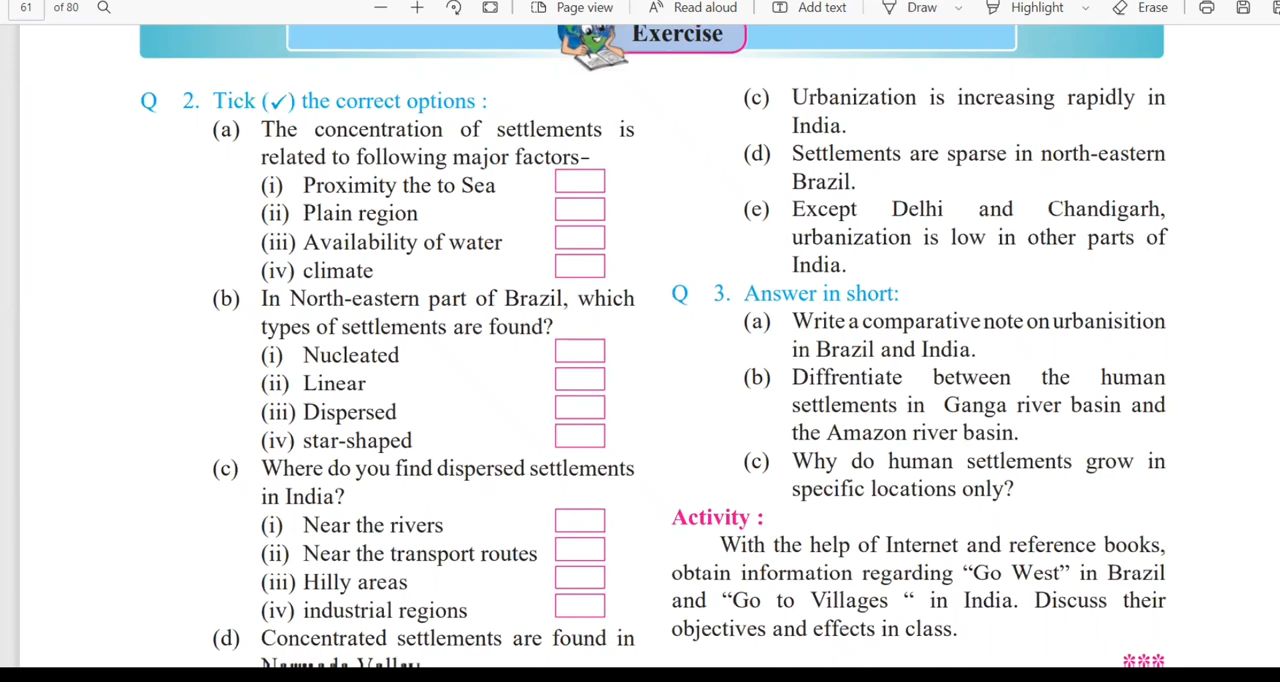 61 of 80 Page view Read aloud Add text Draw Highlight Erase
Exercise
Q 2. Tick (✓) the correct options :
(a) The concentration of settlements is
related to following major factors-
(i) Proximity the to Sea
(ii) Plain region
(iii) Availability of water
(iv) climate
(b) In North-eastern part of Brazil, which
types of settlements are found?
(i) Nucleated
(ii) Linear
(iii) Dispersed
(iv) star-shaped
(c) Where do you find dispersed settlements
in India?
(i) Near the rivers
(ii) Near the transport routes
(iii) Hilly areas
(iv) industrial regions
(d) Concentrated settlements are found in
(c) Urbanization is increasing rapidly in
India.
(d) Settlements are sparse in north-eastern
Brazil.
(e) Except Delhi and Chandigarh,
urbanization is low in other parts of
India.
Q 3. Answer in short:
(a) Write a comparative note on urbanisition
in Brazil and India.
(b) Diffrentiate between the human
settlements in Ganga river basin and
the Amazon river basin.
(c) Why do human settlements grow in
specific locations only?
Activity :
With the help of Internet and reference books,
obtain information regarding “Go West” in Brazil
and “Go to Villages “ in India. Discuss their
objectives and effects in class.
***